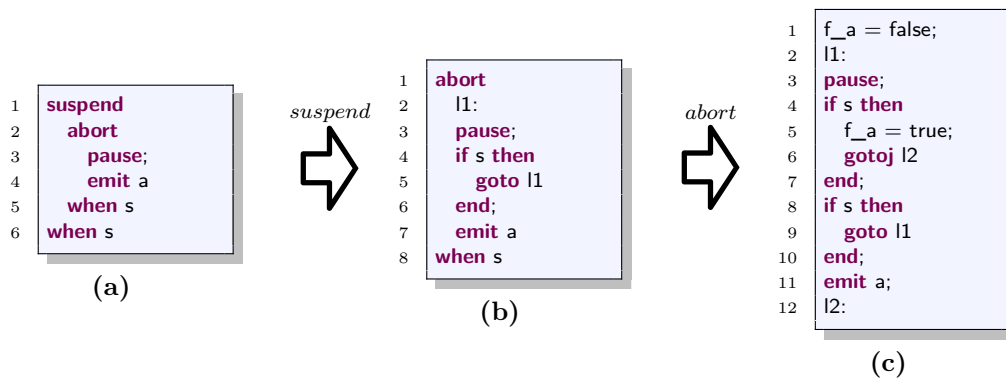 1 suspend
2 abort
3 pause;
4 emit a
5 when s
6 when s
(a)
suspend
1 abort
2 l1:
3 pause;
4 if s then
5 goto l1
6 end;
7 emit a
8 when s
(b)
abort
1 f_a = false;
2 l1:
3 pause;
4 if s then
5 f_a = true;
6 gotoj l2
7 end;
8 if s then
9 goto l1
10 end;
11 emit a;
12 l2:
(c)